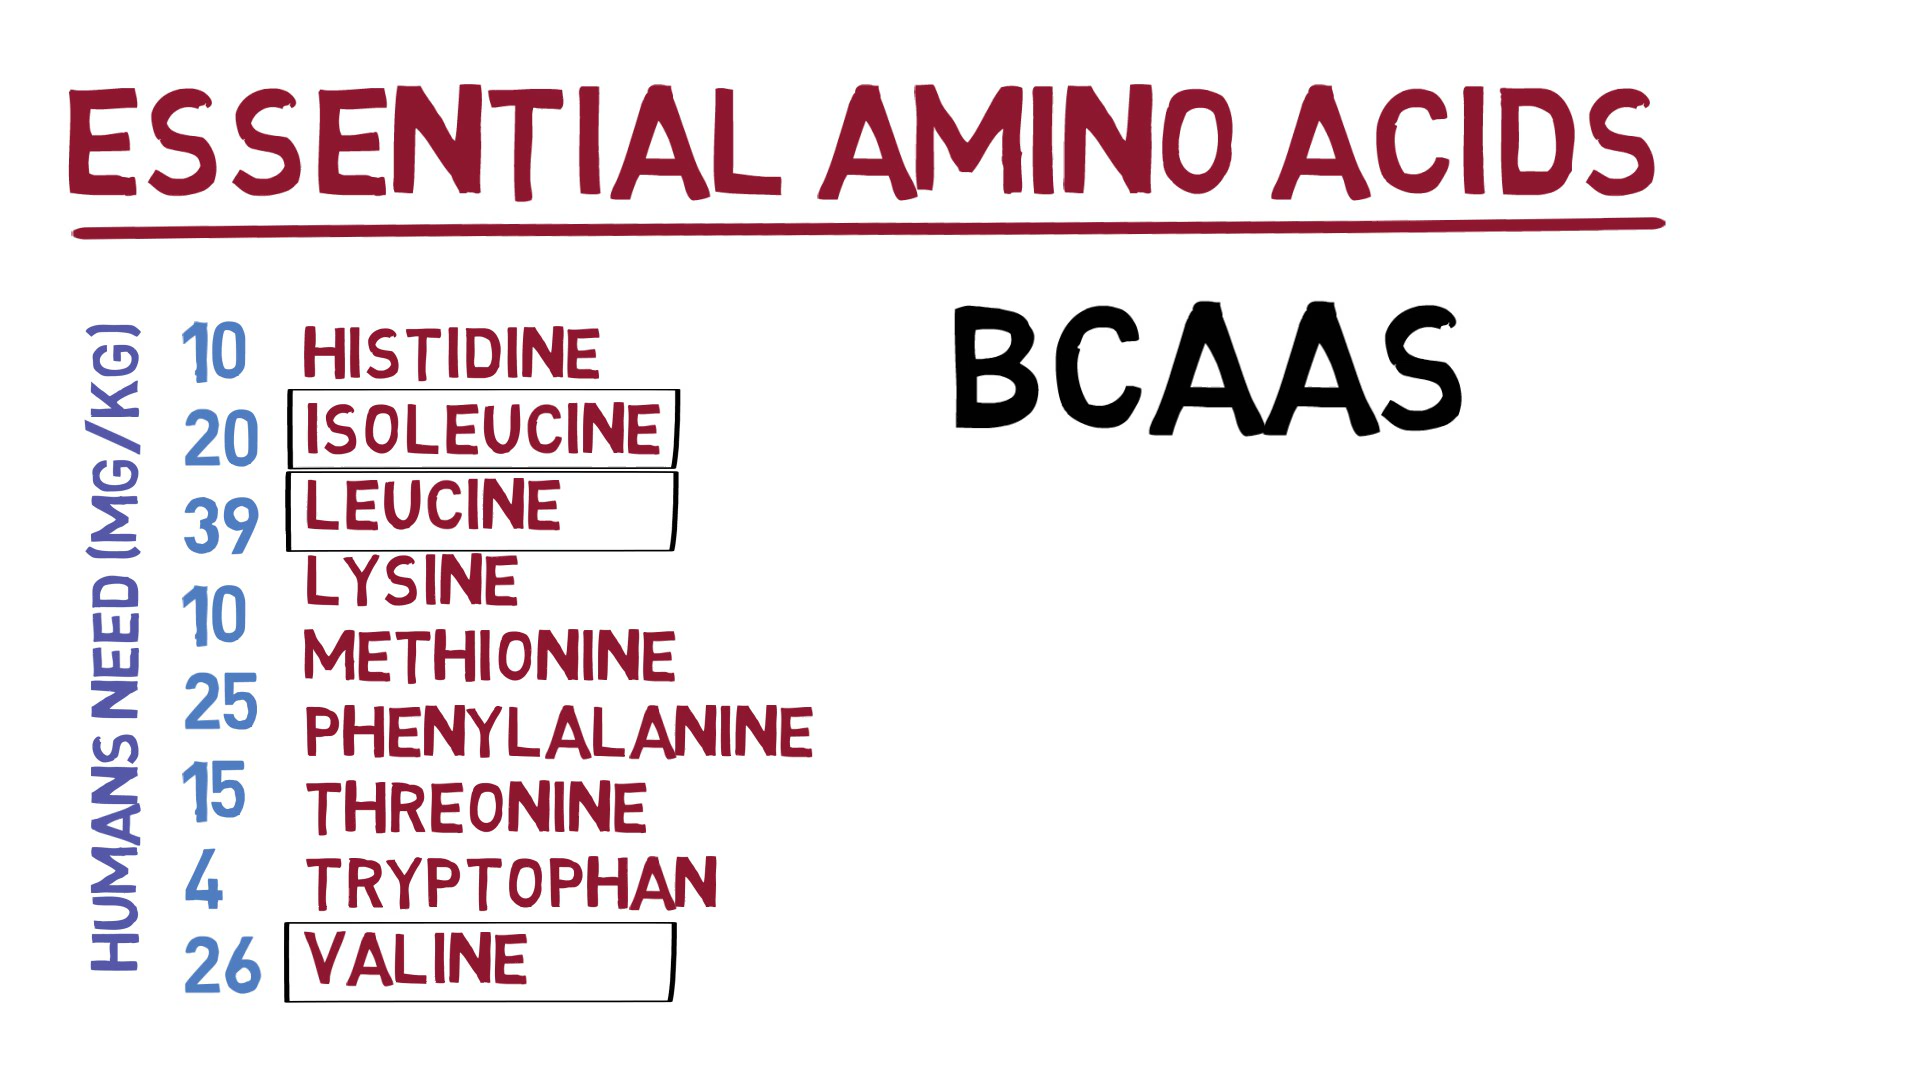 ESSENTIAL AMINO ACIDS
BCAAS
HUMANS NEED (MG/KG)
10
20
39
10
25
15
4
26
HISTIDINE
ISOLEUCINE
LEUCINE
LYSINE
METHIONINE
PHENYLALANINE
THREONINE
TRYPTOPHAN
VALINE